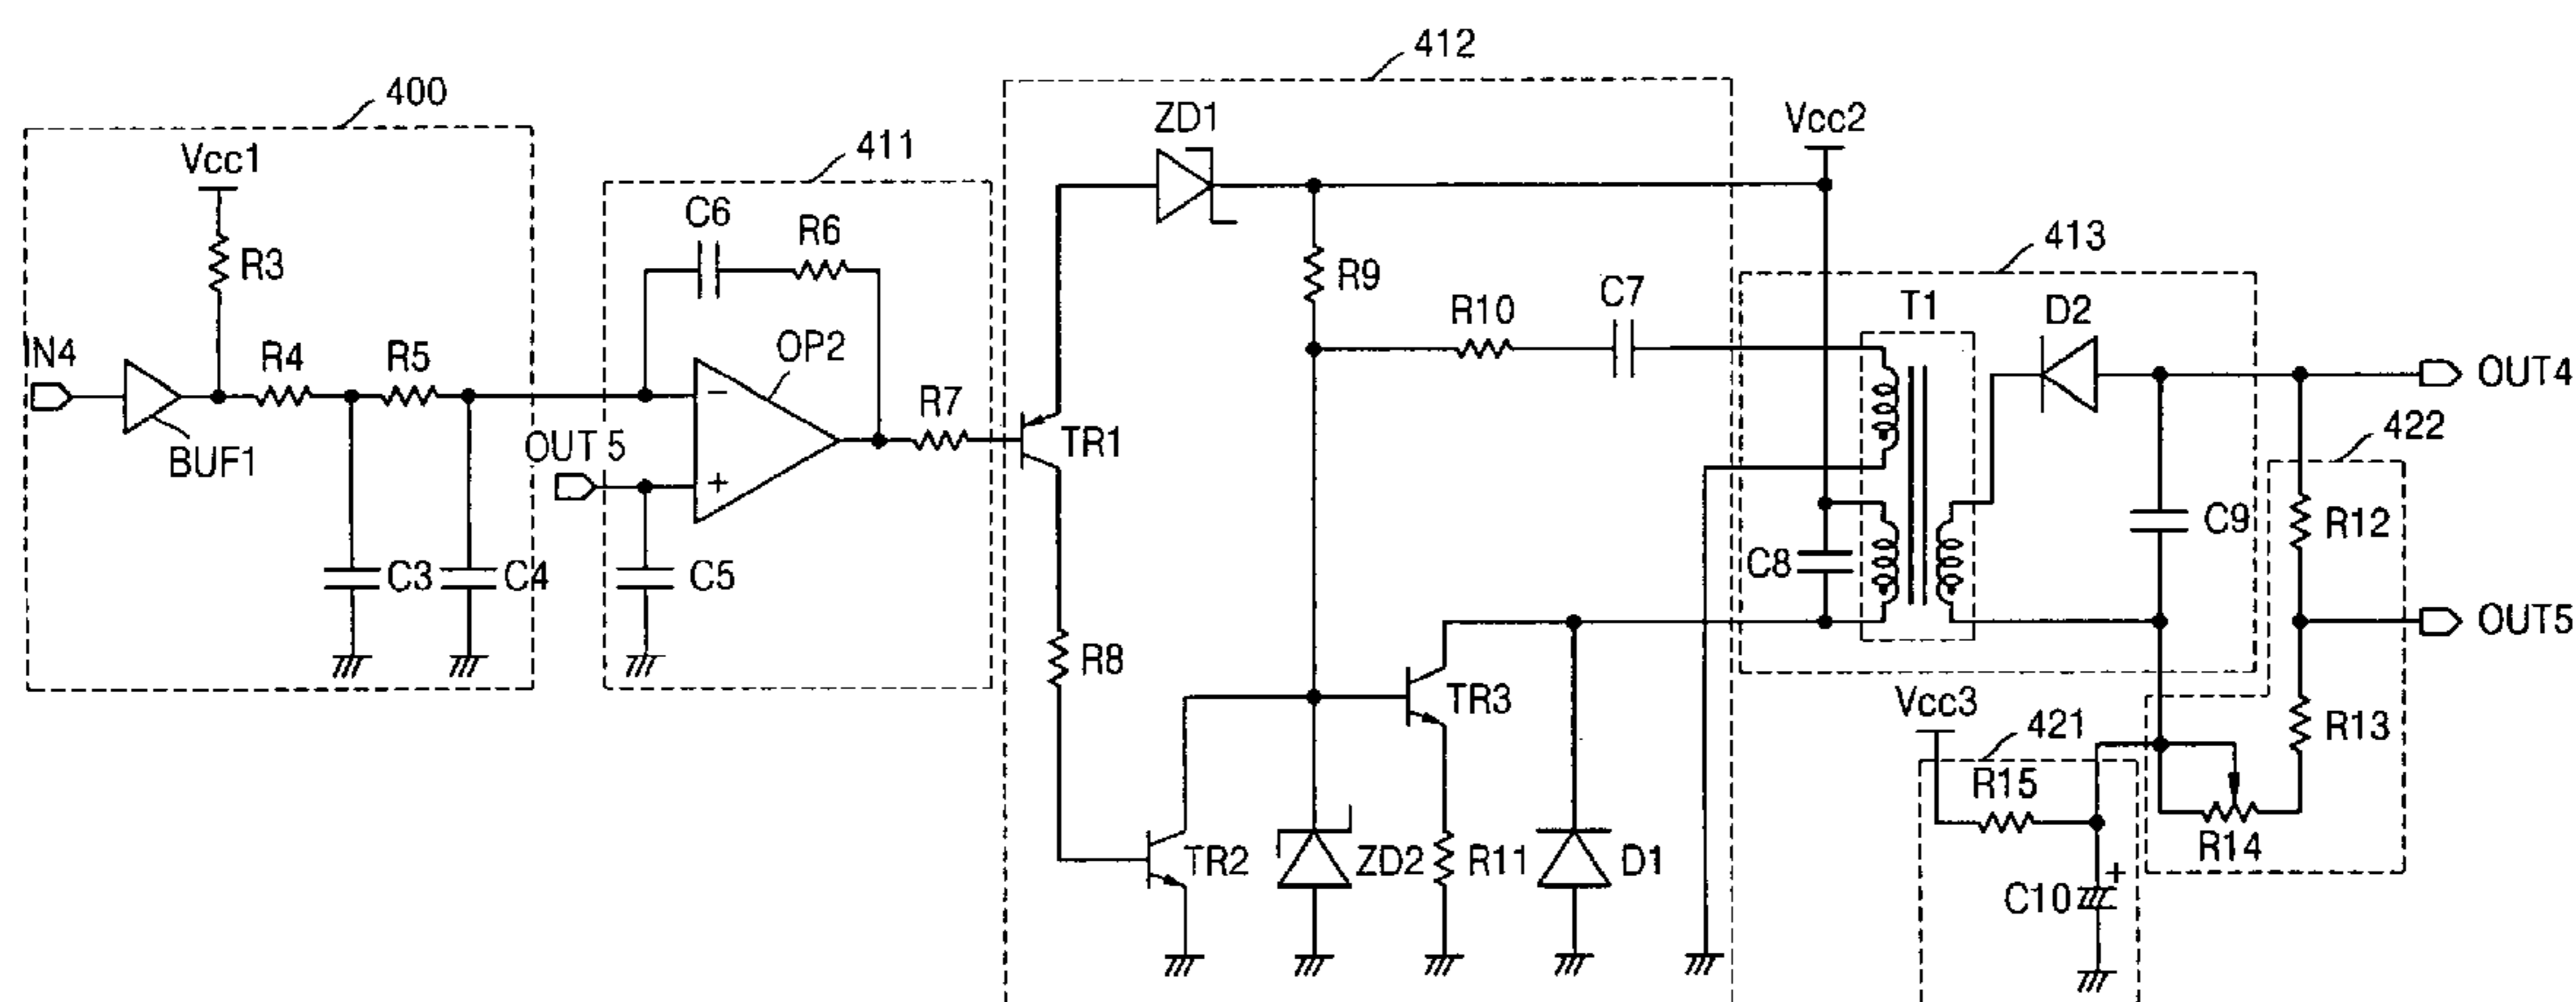 412
400
ZD1
Vcc2
Vcc1
411
413
C6
R6
R3
R9
C7
T1
D2
R10
IN4
R4
R5
OP2
OUT4
R7
422
BUF1
OUT 5
TR1
C9
R12
C8
C3
C4
C5
OUT5
R8
TR3
Vcc3
421
R13
R15
R14
TR2
ZD2
R11
D1
+
C10
−
+